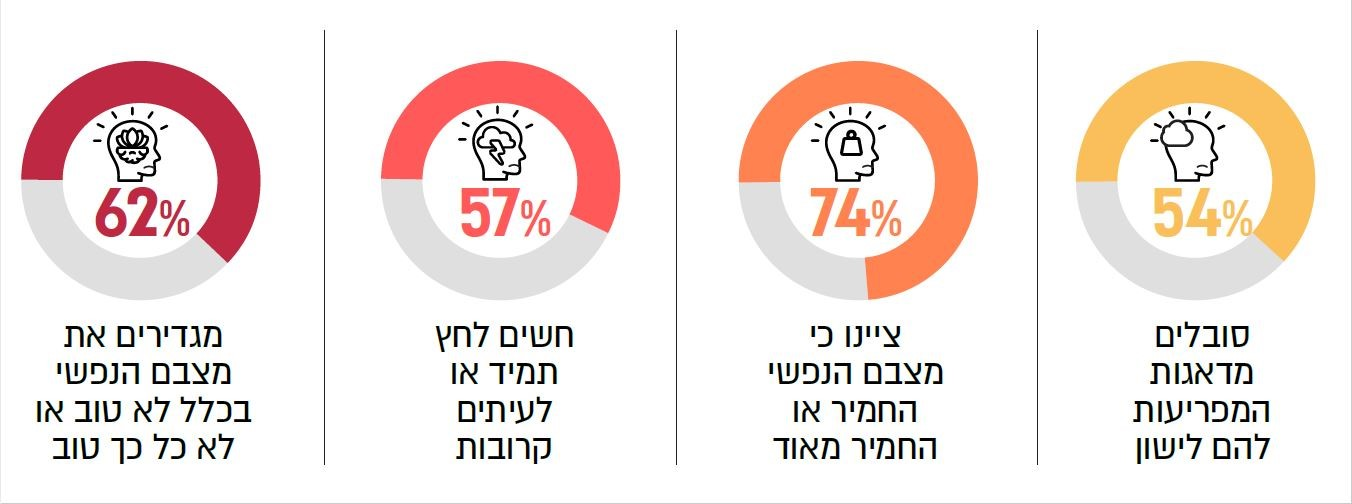 54%
סובלים
מדאגות
המפריעות
להם לישון
74%
ציינו כי
מצבם הנפשי
החמיר או
החמיר מאוד
57%
חשים לחץ
תמיד או
לעיתים
קרובות
62%
מגדירים את
מצבם הנפשי
בכלל לא טוב או
לא כל כך טוב